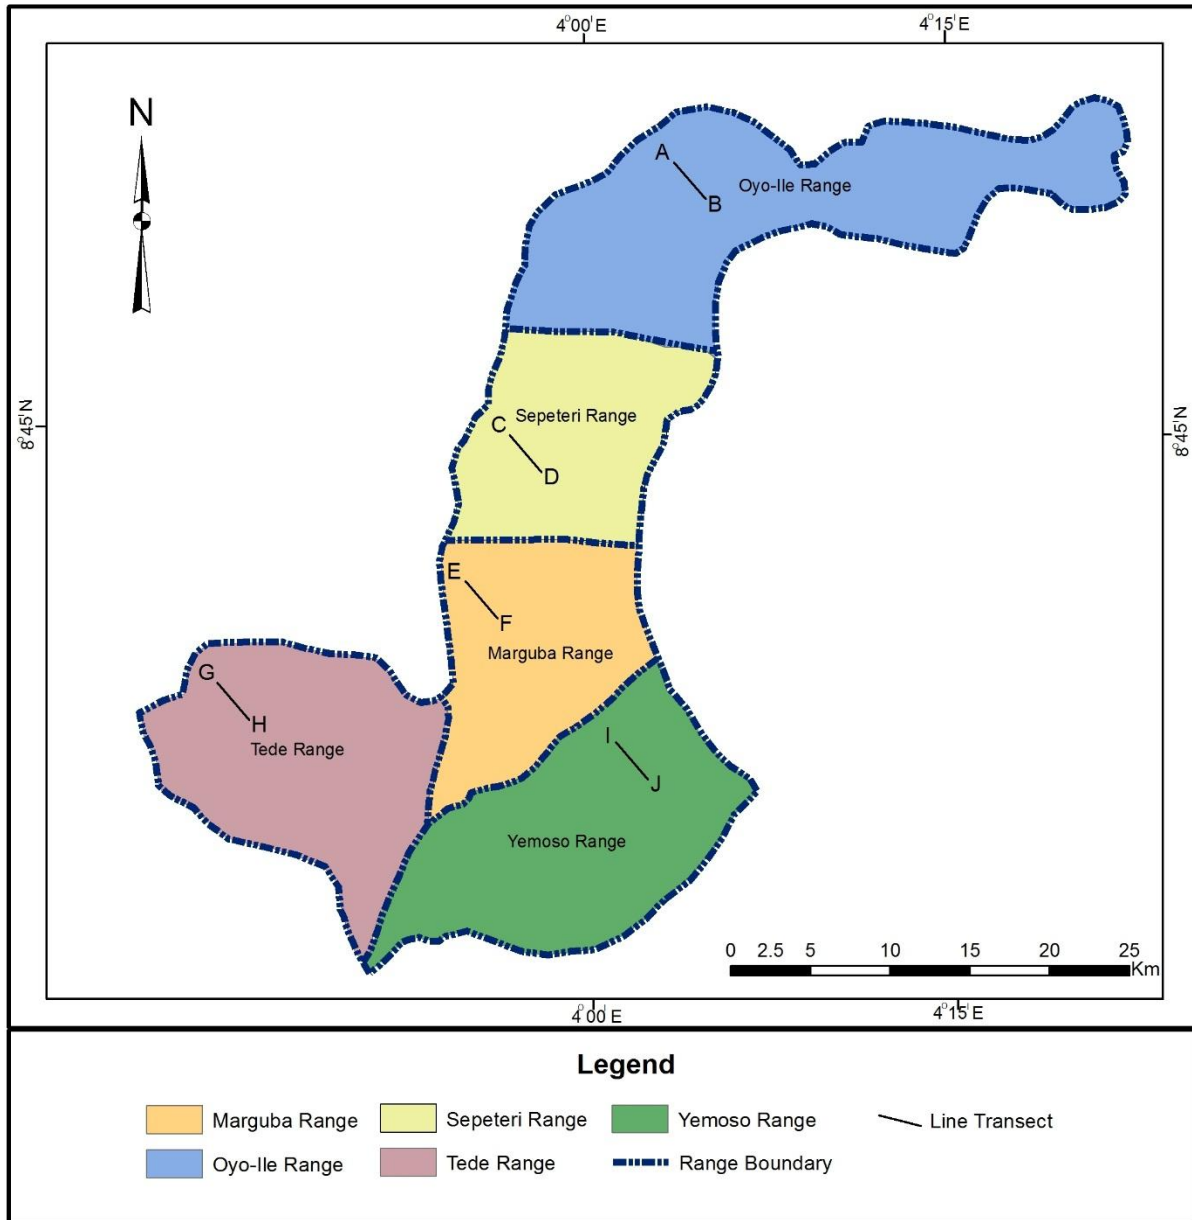 4°00'E 4°15'E
N
A
Oyo-Ile Range
B
Sepeteri Range
8°45'N C 8°45'N
D
E
F
Marguba Range
G
H I
Tede Range
J
Yemoso Range
0 2.5 5 10 15 20 25
Km
4°00'E 4°15'E
Legend
Marguba Range Sepeteri Range Yemoso Range Line Transect
Oyo-Ile Range Tede Range Range Boundary